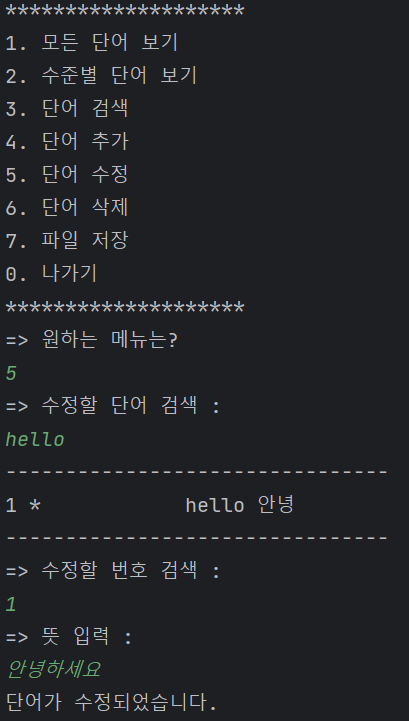 ********************
1. 모든 단어 보기
2. 수준별 단어 보기
3. 단어 검색
4. 단어 추가
5. 단어 수정
6. 단어 삭제
7. 파일 저장
0. 나가기
********************
=> 원하는 메뉴는?
5
=> 수정할 단어 검색 :
hello
--------------------------------
1 *            hello 안녕
--------------------------------
=> 수정할 번호 검색 :
1
=> 뜻 입력 :
안녕하세요
단어가 수정되었습니다.